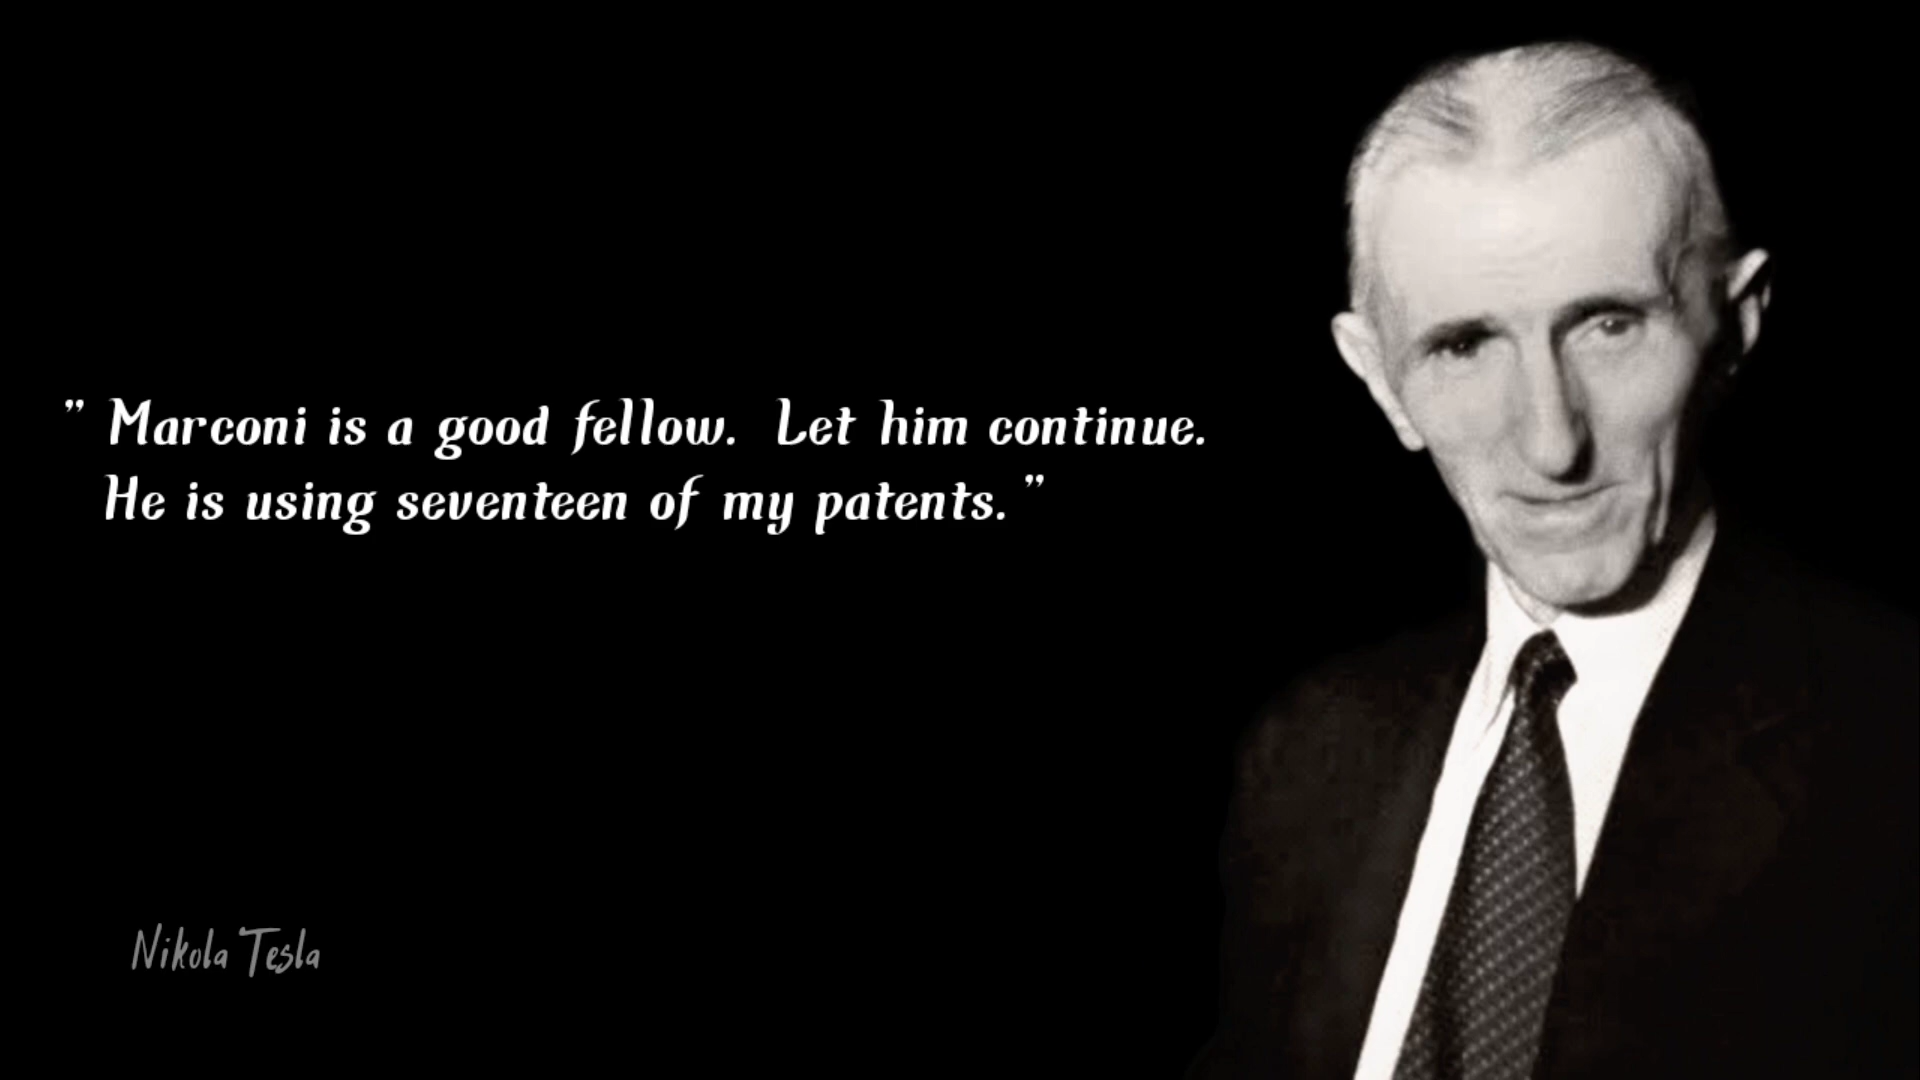 ” Marconi is a good fellow. Let him continue.
He is using seventeen of my patents. ”
Nikola Tesla